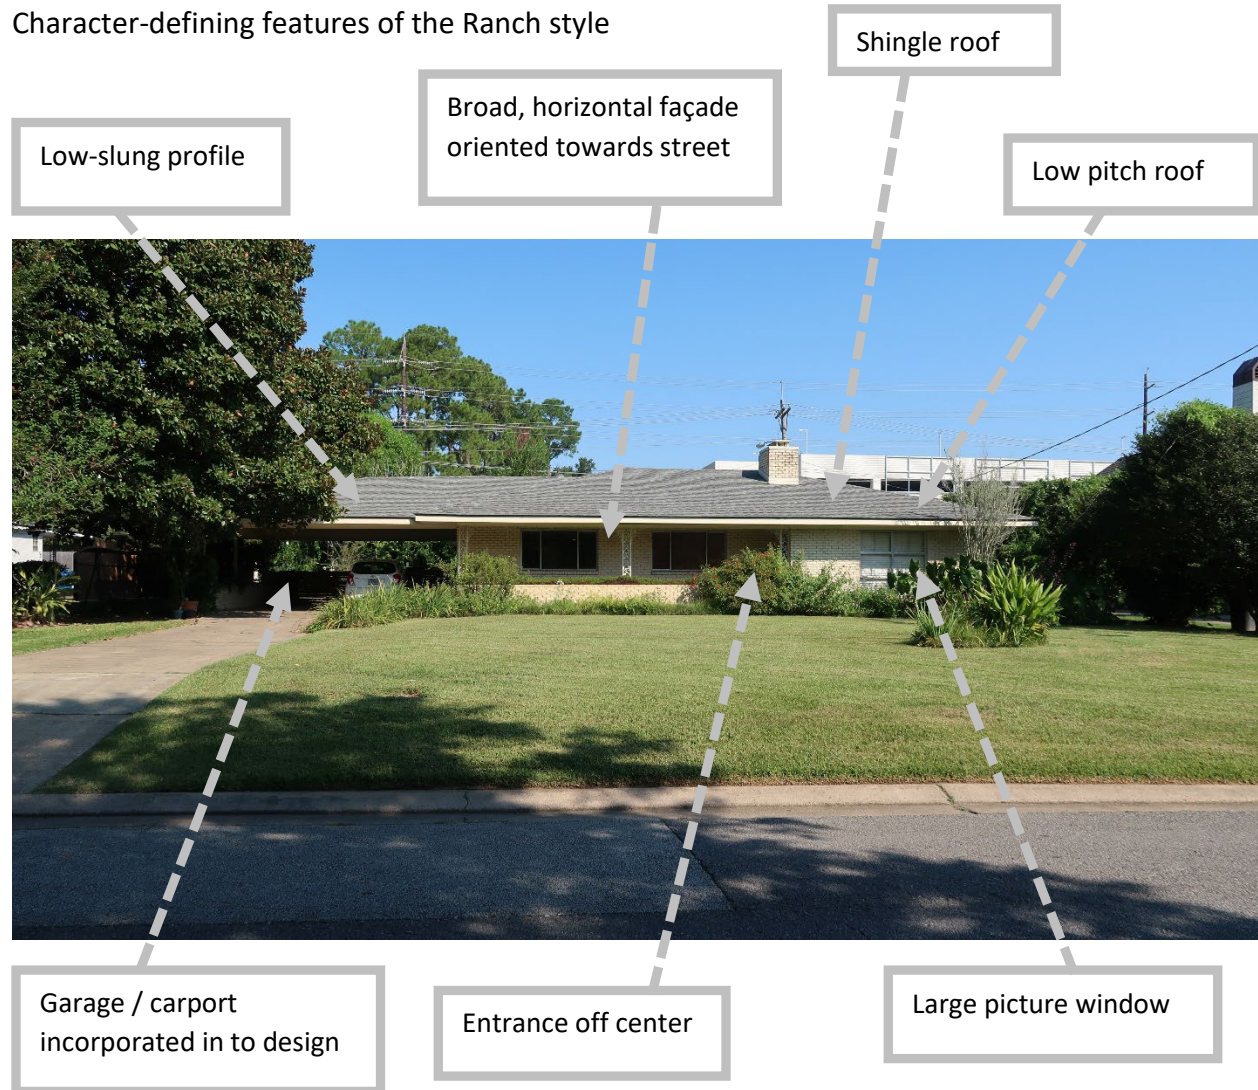 Character-defining features of the Ranch style
Shingle roof
Broad, horizontal façade
oriented towards street
Low-slung profile
Low pitch roof
Garage / carport
incorporated in to design
Entrance off center
Large picture window